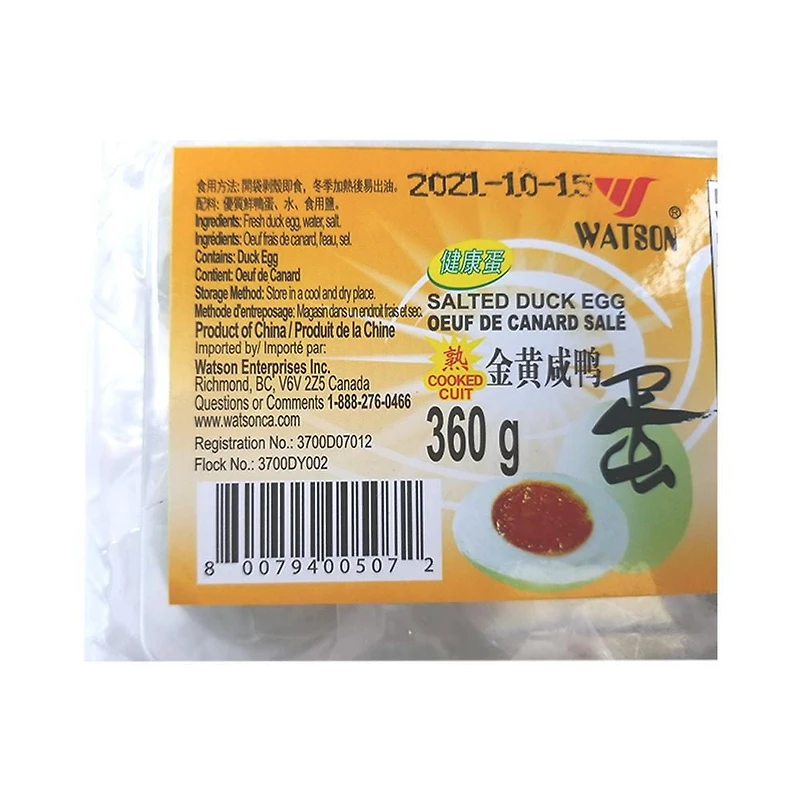 食用方法: 開袋剥殼即食，冬季加熱後易出油。
配料: 優質鮮鴨蛋、水、食用鹽。
Ingredients: Fresh duck egg, water, salt.
Ingrédients: Oeuf frais de canard, l'eau, sel.
Contains: Duck Egg
Contient: Oeuf de Canard
Storage Method: Store in a cool and dry place.
Methode d'entreposage: Magasin dans un endroit frais et sec.
Product of China / Produit de la Chine
Imported by/ Importé par:
Watson Enterprises Inc.
Richmond, BC, V6V 2Z5 Canada
Questions or Comments 1-888-276-0466
www.watsonca.com
Registration No.: 3700D07012
Flock No.: 3700DY002
8 00794 00507 2
2021-10-15
WATSON®
健康蛋
SALTED DUCK EGG
OEUF DE CANARD SALÉ
熟
COOKED
CUIT
金黄咸鸭
蛋
360 g